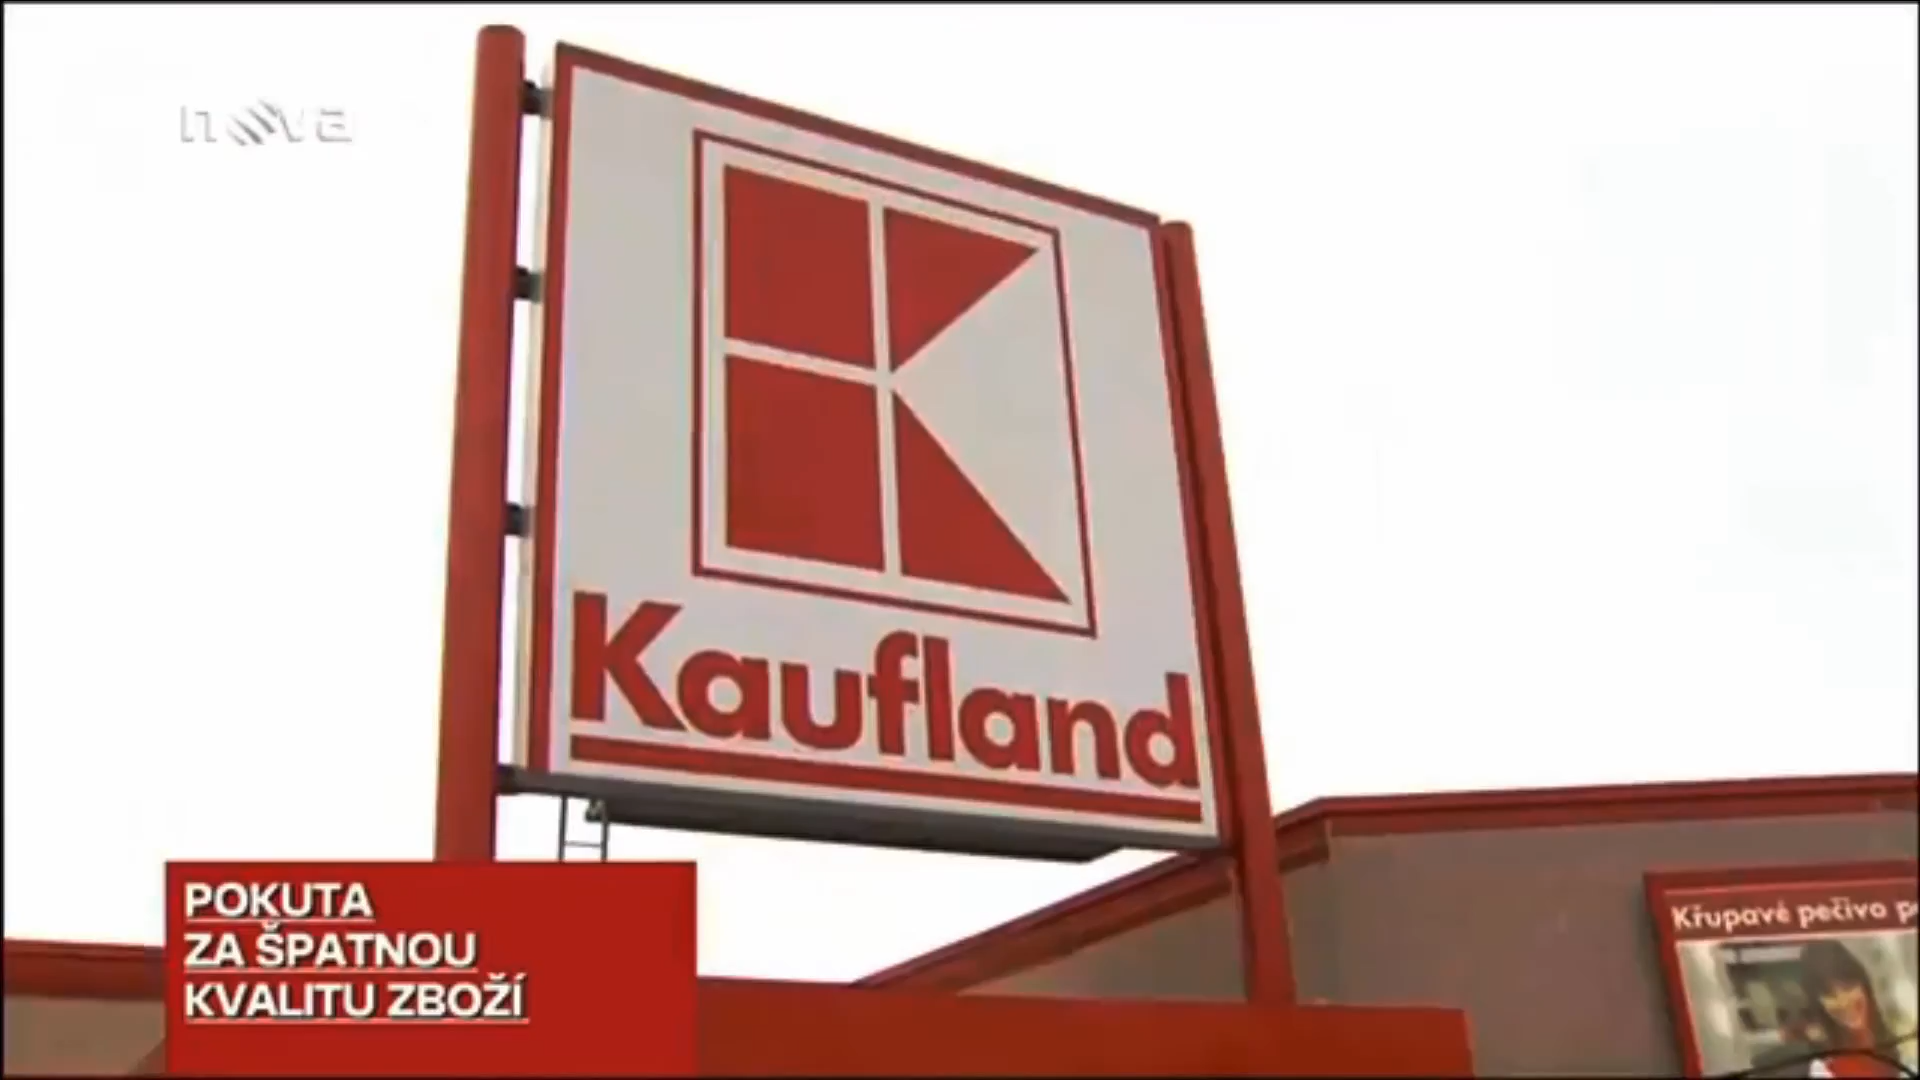 nova
Kaufland
POKUTA
ZA ŠPATNOU
KVALITU ZBOŽÍ
Křupavé pečivo